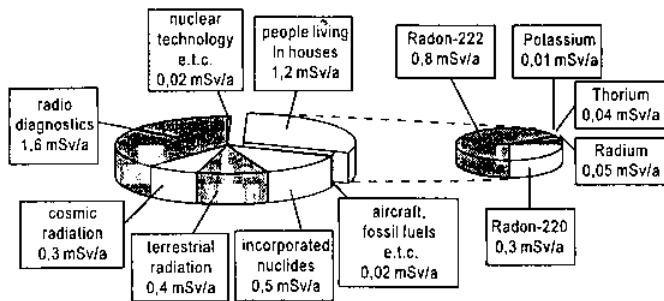 nuclear
technology
e.t.c.
0,02 mSv/a
people living
In houses
1,2 mSv/a
Radon-222
0,8 mSv/a
Potassium
0,01 mSv/a
Thorium
0,04 mSv/a
Radium
0,05 mSv/a
Radon-220
0,3 mSv/a
radio
diagnostics
1,6 mSv/a
cosmic
radiation
0,3 mSv/a
terrestrial
radiation
0,4 mSv/a
incorporated
nuclides
0,5 mSv/a
aircraft,
fossil fuels
e.t.c.
0,02 mSv/a